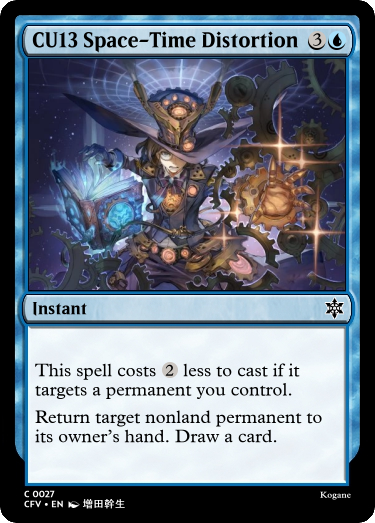 CU13 Space-Time Distortion 3
Instant
This spell costs 2 less to cast if it
targets a permanent you control.
Return target nonland permanent to
its owner's hand. Draw a card.
C 0027
CFV • EN 増田幹生
Kogane